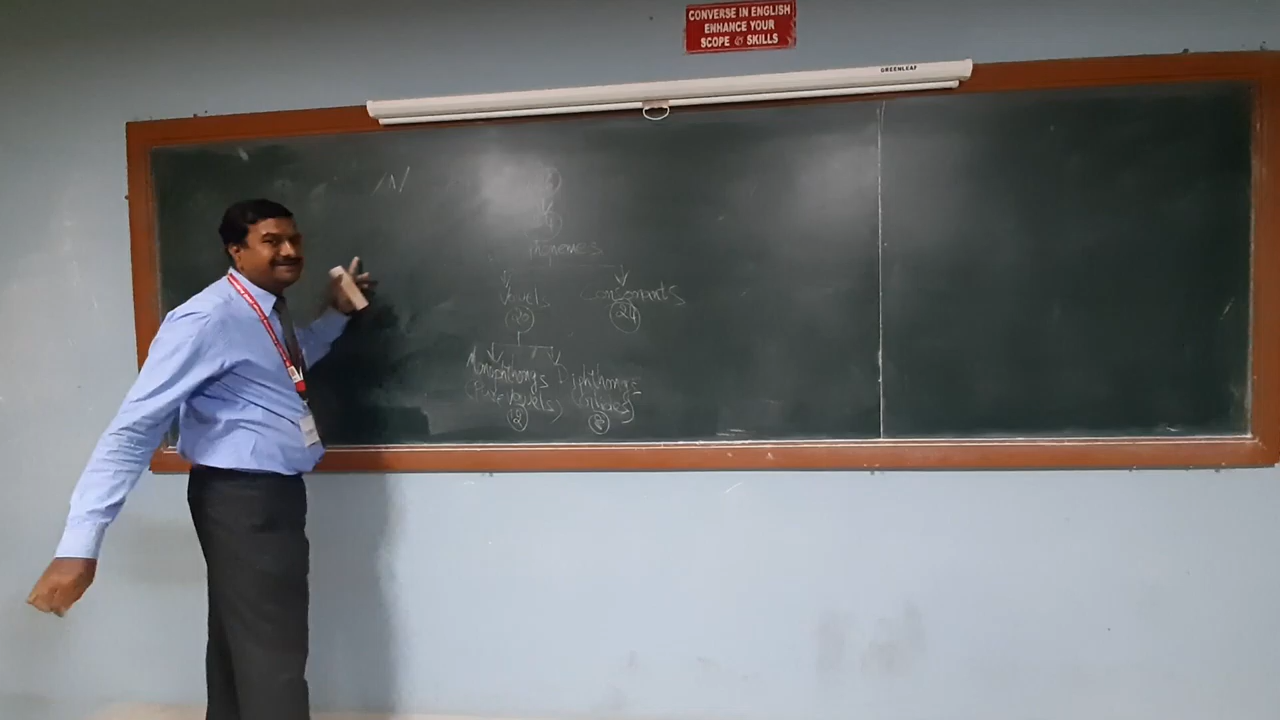 CONVERSE IN ENGLISH
ENHANCE YOUR
SCOPE & SKILLS
GREENLEAF
/ʌ/
Phonemes
Vowels Consonants
20 24
Monophthongs Diphthongs
(Pure Vowels)
12 8